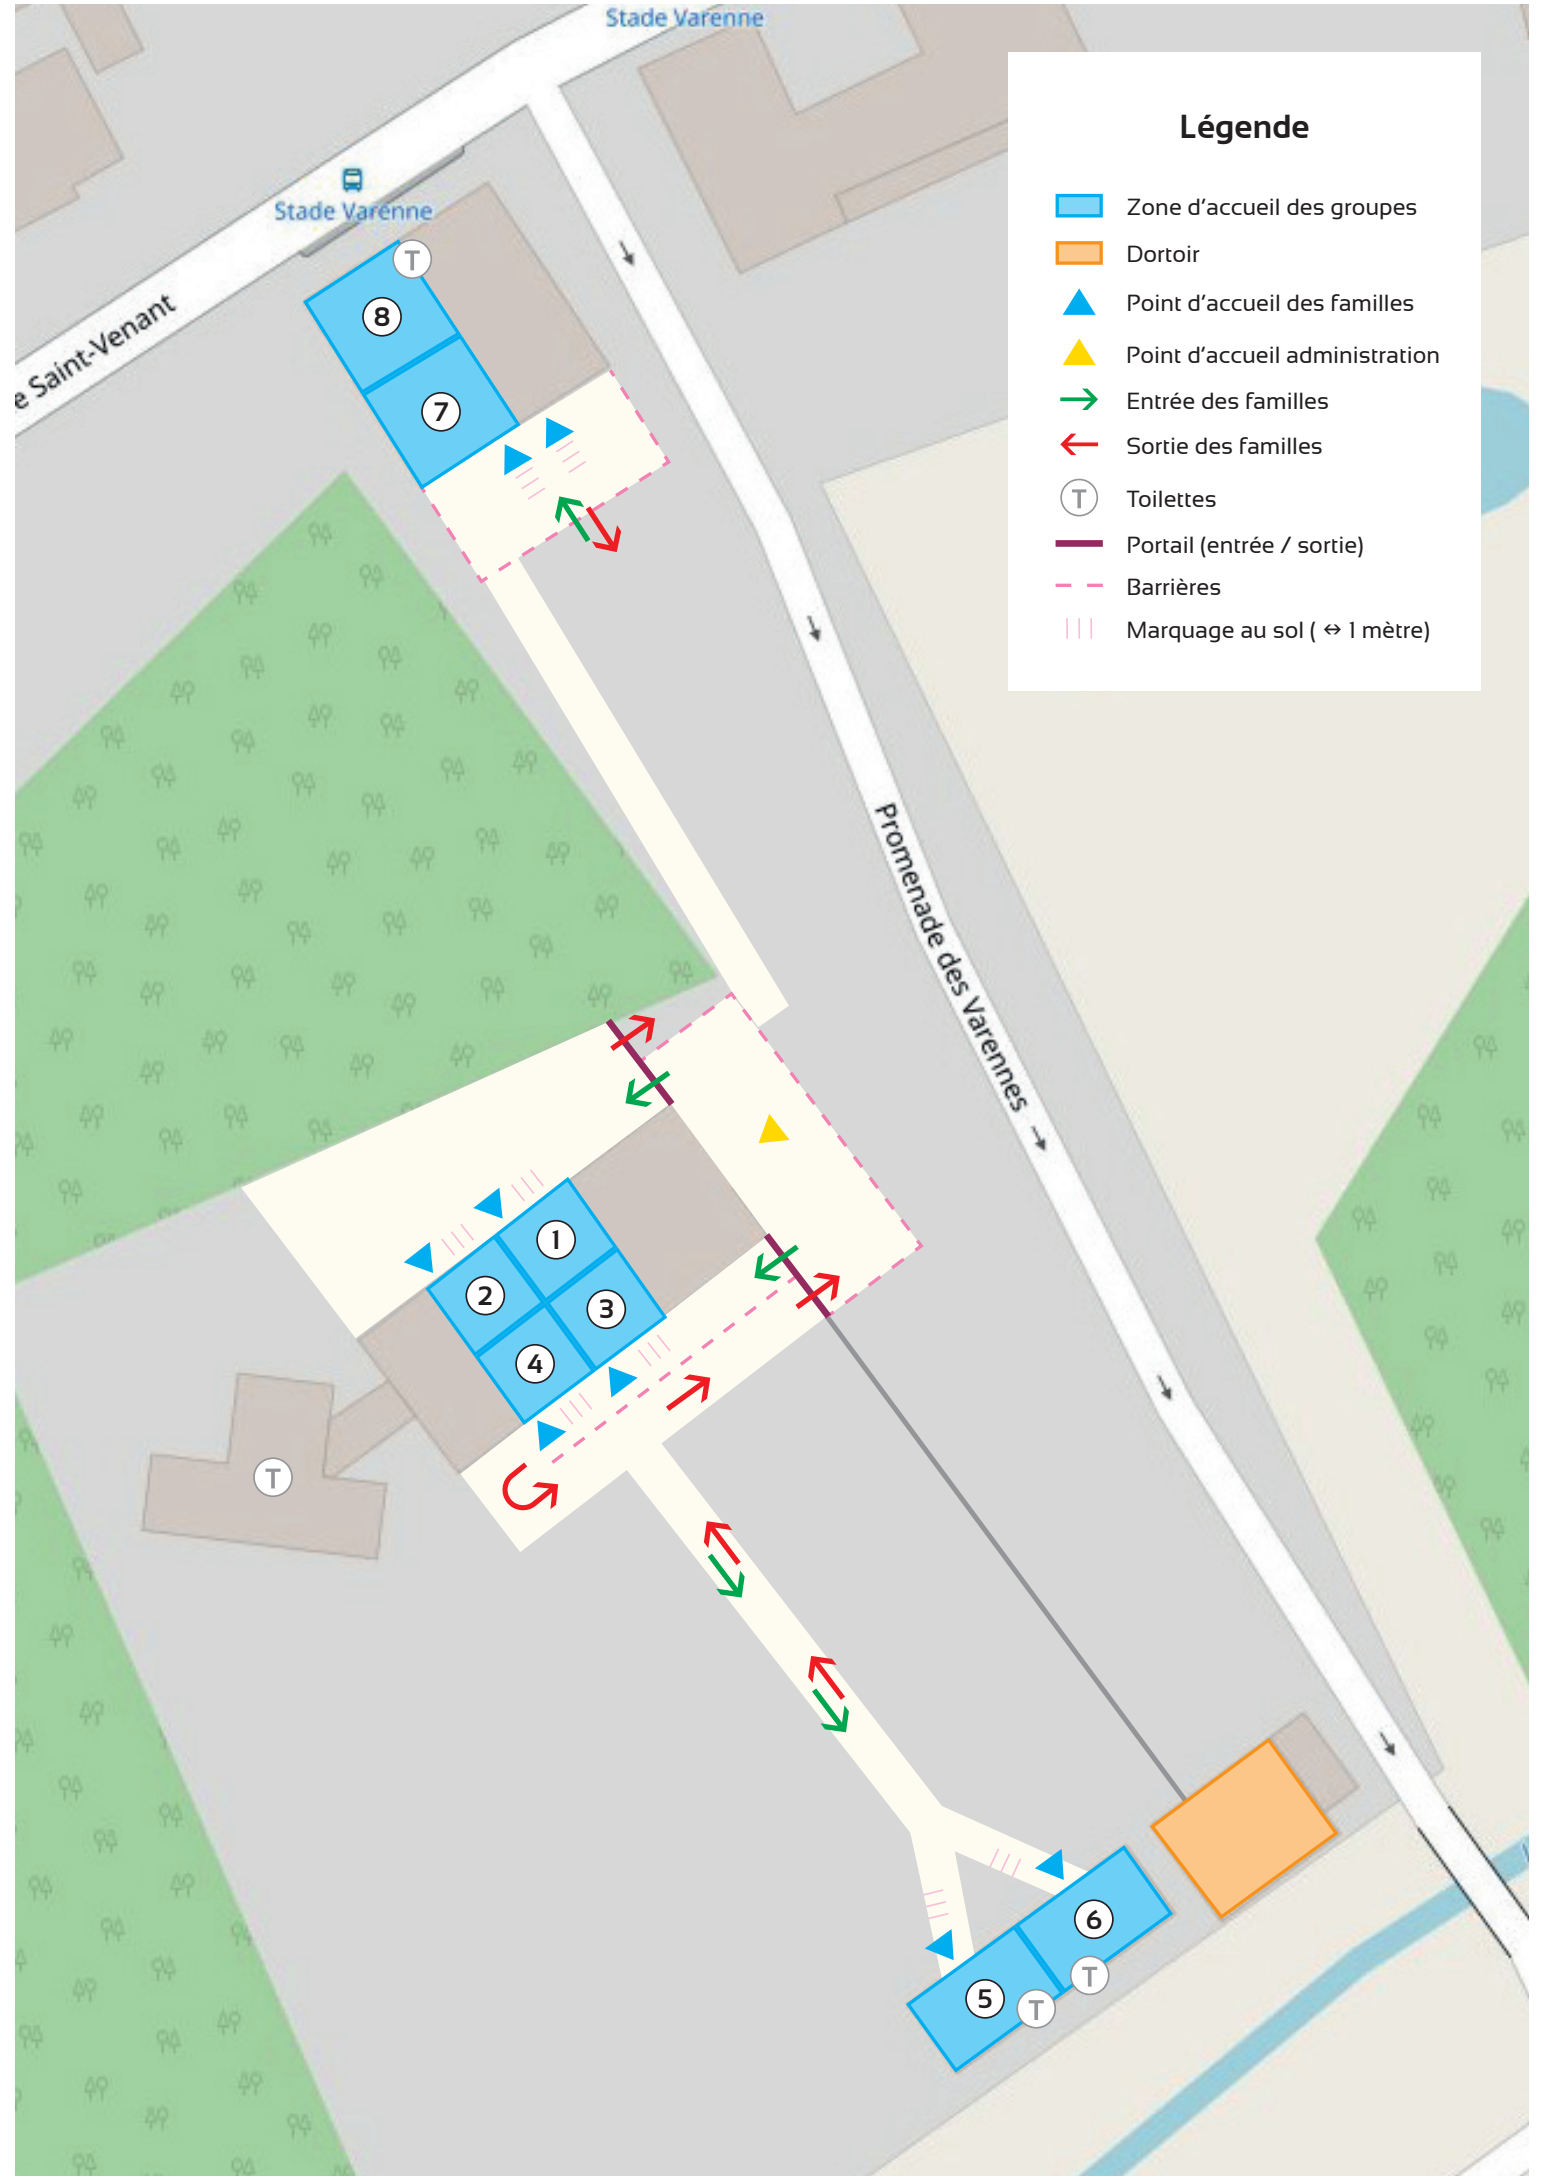 Stade Varenne
Légende
Zone d'accueil des groupes
Dortoir
Point d'accueil des familles
Point d'accueil administration
Entrée des familles
Sortie des familles
T Toilettes
Portail (entrée / sortie)
Barrières
Marquage au sol ( ↔ 1 mètre)
Stade Varenne
e Saint-Venant
T
8
7
Promenade des Varennes
1
2
3
4
T
6
T
5
T